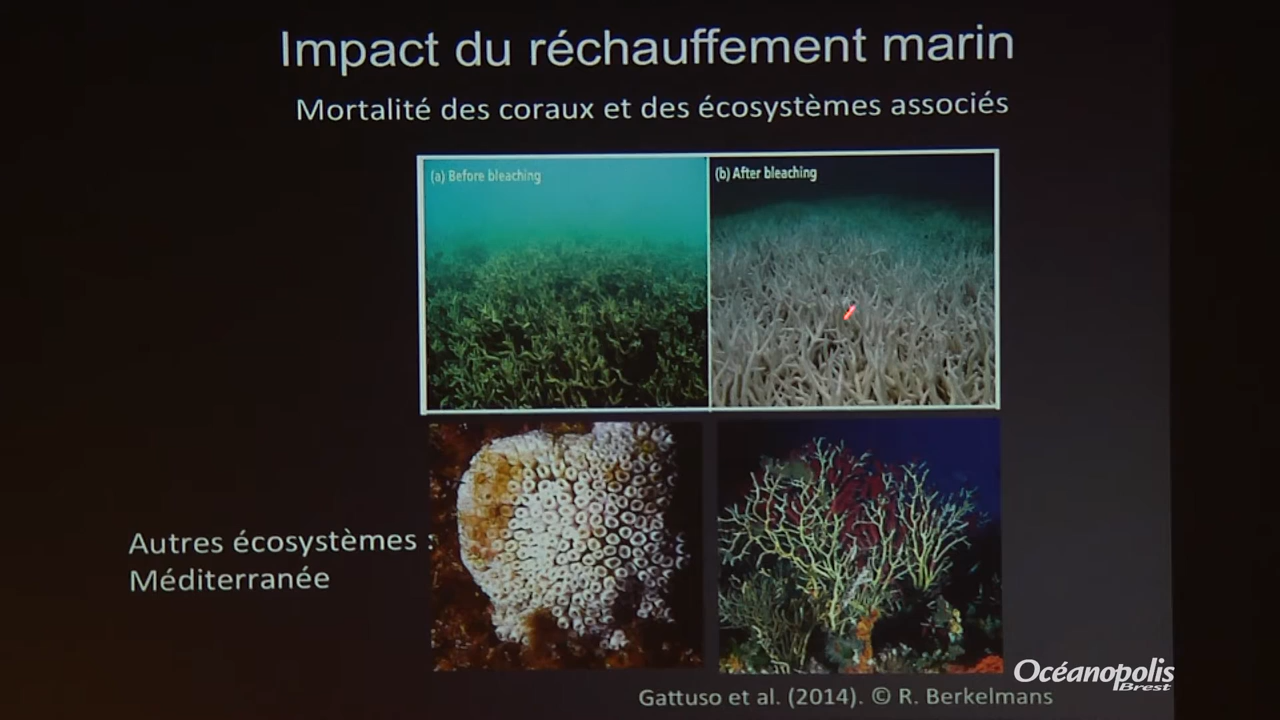 Impact du réchauffement marin
Mortalité des coraux et des écosystèmes associés
(a) Before bleaching
(b) After bleaching
Autres écosystèmes :
Méditerranée
Océanopolis
Brest
Gattuso et al. (2014). © R. Berkelmans